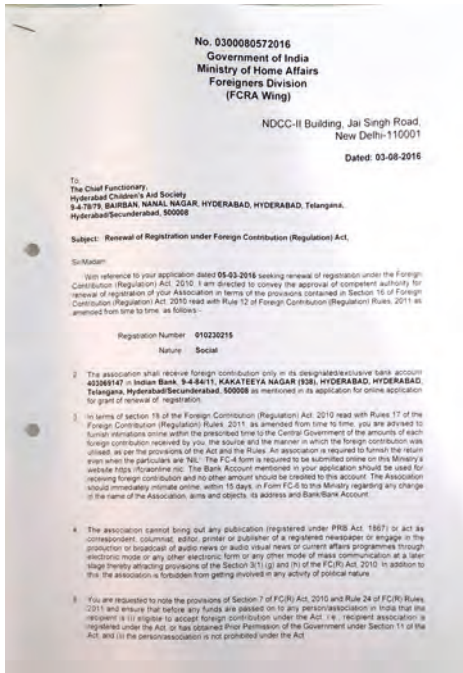 No. 0300080572016
Government of India
Ministry of Home Affairs
Foreigners Division
(FCRA Wing)
NDCC-II Building, Jai Singh Road,
New Delhi-110001
Dated: 03-08-2016
To,
The Chief Functionary,
Hyderabad Children's Aid Society
9-4-78/79, BAIRBAN, NANAL NAGAR, HYDERABAD, HYDERABAD, Telangana,
Hyderabad/Secunderabad, 500008
Subject: Renewal of Registration under Foreign Contribution (Regulation) Act,
Sir/Madam
With reference to your application dated 05-03-2016 seeking renewal of registration under the Foreign
Contribution (Regulation) Act, 2010. I am directed to convey the approval of competent authority for
renewal of registration of your Association in terms of the provisions contained in Section 16 of Foreign
Contribution (Regulation) Act, 2010 read with Rule 12 of Foreign Contribution (Regulation) Rules, 2011 as
amended from time to time, as follows:-
Registration Number 010230215
Nature Social
2 The association shall receive foreign contribution only in its designated/exclusive bank account
403069147 in Indian Bank, 9-4-84/11, KAKATEEYA NAGAR (938), HYDERABAD, HYDERABAD,
Telangana, Hyderabad/Secunderabad, 500008 as mentioned in its application for online application
for grant of renewal of registration.
3 In terms of section 18 of the Foreign Contribution (Regulation) Act, 2010 read with Rules 17 of the
Foreign Contribution (Regulation) Rules, 2011 as amended from time to time, you are advised to
furnish intimations online within the prescribed time to the Central Government of the amounts of each
foreign contribution received by you, the source and the manner in which the foreign contribution was
utilised, as per the provisions of the Act and the Rules. An association is required to furnish the return
even when the particulars are 'NIL'. The FC-4 form is required to be submitted online on this Ministry's
website https //fcraonline.nic. The Bank Account mentioned in your application should be used for
receiving foreign contribution and no other amount should be credited to this account. The Association
should immediately intimate online, within 15 days, in Form FC-6 to this Ministry regarding any change
in the name of the Association, aims and objects, its address and Bank/Bank Account.
4 The association cannot bring out any publication (registered under PRB Act, 1867) or act as
correspondent, columnist, editor, printer or publisher of a registered newspaper or engage in the
production or broadcast of audio news or audio visual news or current affairs programmes through
electronic mode or any other electronic form or any other mode of mass communication at a later
stage thereby attracting provisions of the Section 3(1) (g) and (h) of the FC(R) Act, 2010. In addition to
this the association is forbidden from getting involved in any activity of political nature.
5 You are requested to note the provisions of Section 7 of FC(R) Act, 2010 and Rule 24 of FC(R) Rules,
2011 and ensure that before any funds are passed on to any person/association in India that the
recipient is (i) eligible to accept foreign contribution under the Act, i.e., recipient association is
registered under the Act, or has obtained Prior Permission of the Government under Section 11 of the
Act, and (ii) the person/association is not prohibited under the Act